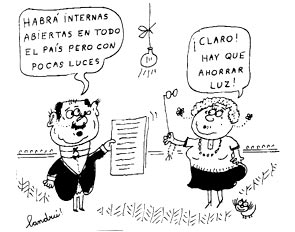 HABRÁ INTERNAS
ABIERTAS EN TODO
EL PAÍS PERO CON
POCAS LUCES
¡CLARO!
HAY QUE
AHORRAR
LUZ!
landrú!